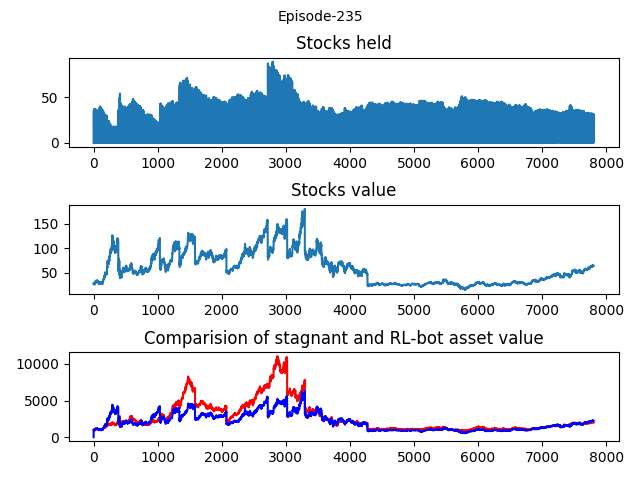 Episode-235
Stocks held
50
0
0 1000 2000 3000 4000 5000 6000 7000 8000
Stocks value
150
100
50
0 1000 2000 3000 4000 5000 6000 7000 8000
Comparision of stagnant and RL-bot asset value
10000
5000
0
0 1000 2000 3000 4000 5000 6000 7000 8000